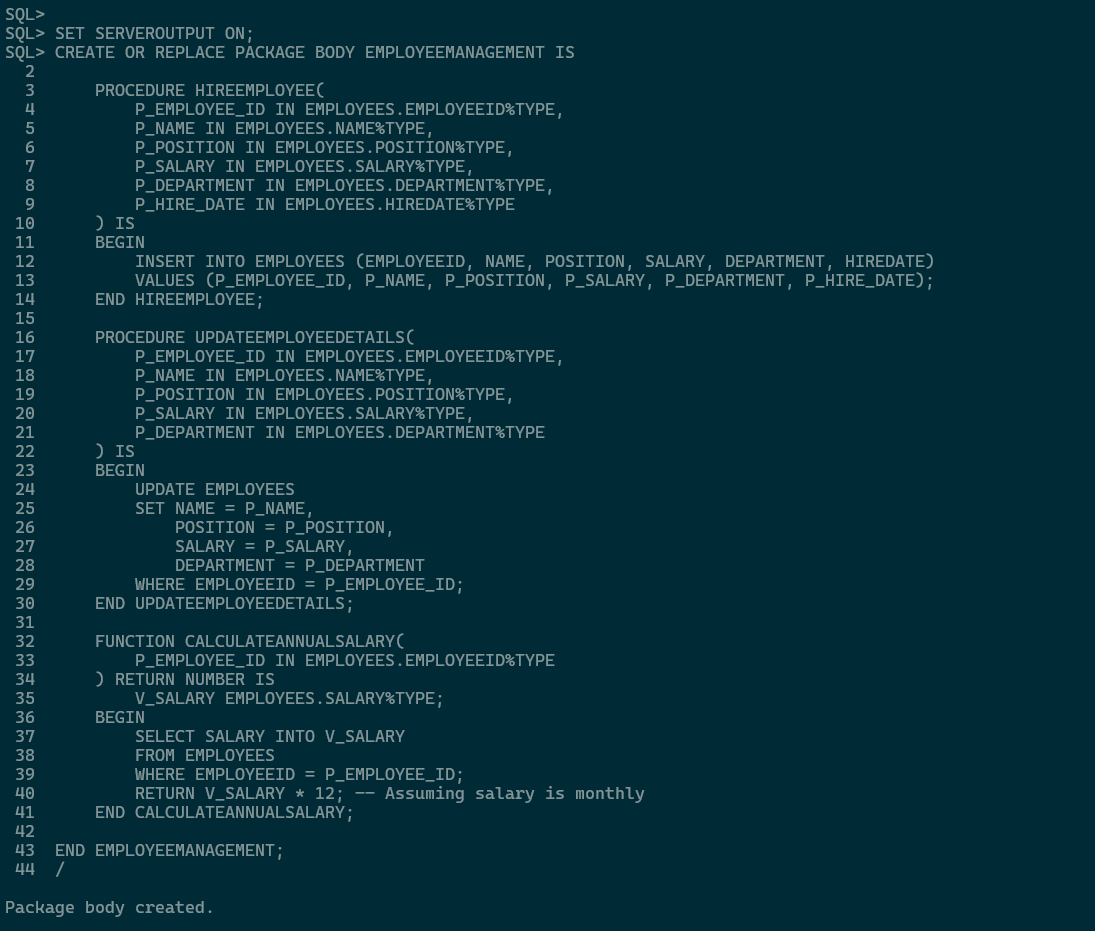 SQL>
SQL> SET SERVEROUTPUT ON;
SQL> CREATE OR REPLACE PACKAGE BODY EMPLOYEEMANAGEMENT IS
  2
  3      PROCEDURE HIREEMPLOYEE(
  4          P_EMPLOYEE_ID IN EMPLOYEES.EMPLOYEEID%TYPE,
  5          P_NAME IN EMPLOYEES.NAME%TYPE,
  6          P_POSITION IN EMPLOYEES.POSITION%TYPE,
  7          P_SALARY IN EMPLOYEES.SALARY%TYPE,
  8          P_DEPARTMENT IN EMPLOYEES.DEPARTMENT%TYPE,
  9          P_HIRE_DATE IN EMPLOYEES.HIREDATE%TYPE
 10      ) IS
 11      BEGIN
 12          INSERT INTO EMPLOYEES (EMPLOYEEID, NAME, POSITION, SALARY, DEPARTMENT, HIREDATE)
 13          VALUES (P_EMPLOYEE_ID, P_NAME, P_POSITION, P_SALARY, P_DEPARTMENT, P_HIRE_DATE);
 14      END HIREEMPLOYEE;
 15
 16      PROCEDURE UPDATEEMPLOYEEDETAILS(
 17          P_EMPLOYEE_ID IN EMPLOYEES.EMPLOYEEID%TYPE,
 18          P_NAME IN EMPLOYEES.NAME%TYPE,
 19          P_POSITION IN EMPLOYEES.POSITION%TYPE,
 20          P_SALARY IN EMPLOYEES.SALARY%TYPE,
 21          P_DEPARTMENT IN EMPLOYEES.DEPARTMENT%TYPE
 22      ) IS
 23      BEGIN
 24          UPDATE EMPLOYEES
 25          SET NAME = P_NAME,
 26              POSITION = P_POSITION,
 27              SALARY = P_SALARY,
 28              DEPARTMENT = P_DEPARTMENT
 29          WHERE EMPLOYEEID = P_EMPLOYEE_ID;
 30      END UPDATEEMPLOYEEDETAILS;
 31
 32      FUNCTION CALCULATEANNUALSALARY(
 33          P_EMPLOYEE_ID IN EMPLOYEES.EMPLOYEEID%TYPE
 34      ) RETURN NUMBER IS
 35          V_SALARY EMPLOYEES.SALARY%TYPE;
 36      BEGIN
 37          SELECT SALARY INTO V_SALARY
 38          FROM EMPLOYEES
 39          WHERE EMPLOYEEID = P_EMPLOYEE_ID;
 40          RETURN V_SALARY * 12; -- Assuming salary is monthly
 41      END CALCULATEANNUALSALARY;
 42
 43  END EMPLOYEEMANAGEMENT;
 44  /

Package body created.